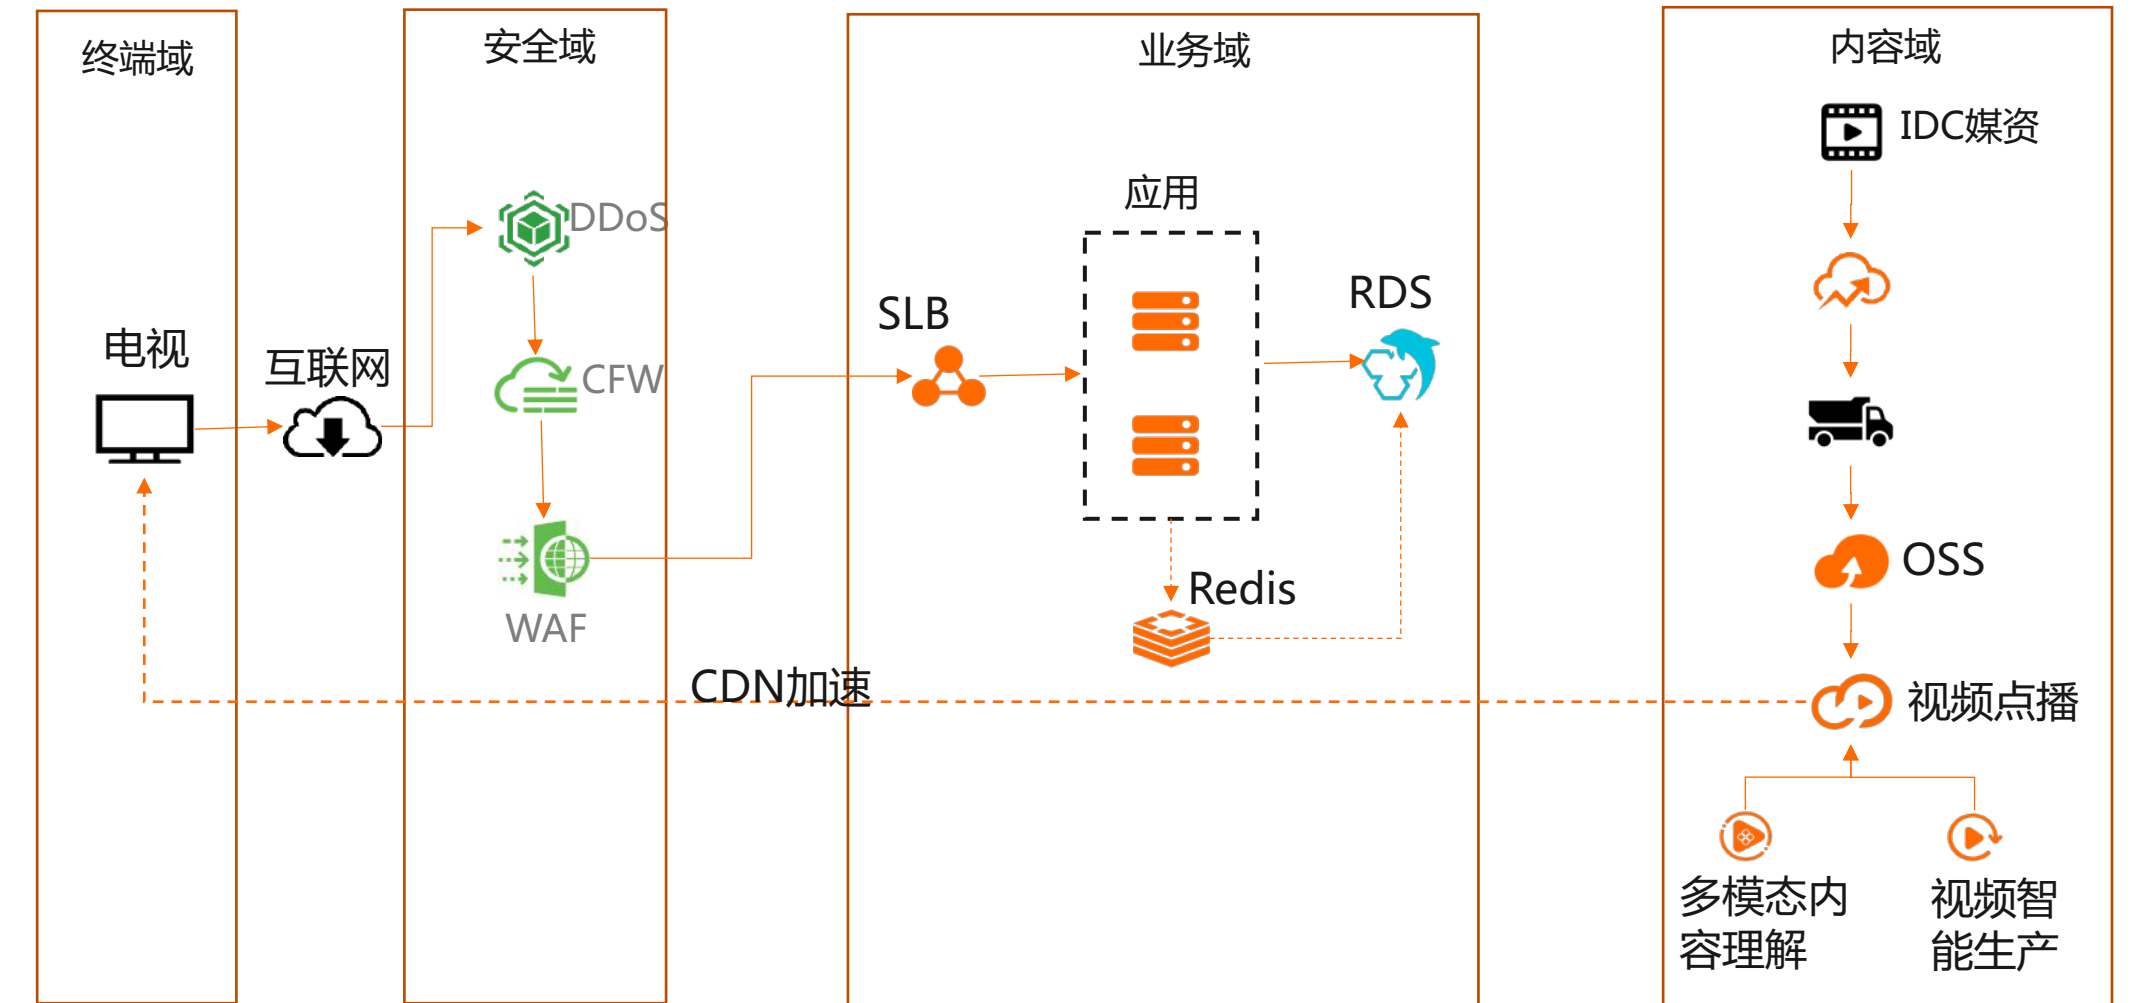 终端域
安全域
业务域
内容域
IDC媒资
应用
DDoS
SLB
RDS
电视
互联网
CFW
OSS
Redis
WAF
CDN加速
视频点播
多模态内
容理解
视频智
能生产